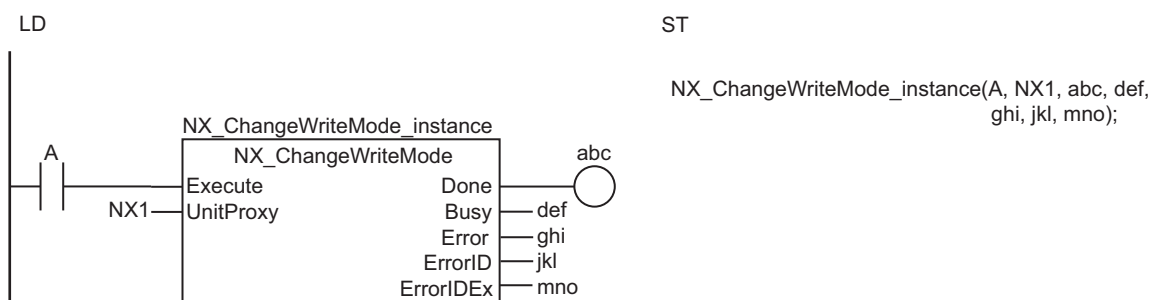 LD
ST
NX_ChangeWriteMode_instance(A, NX1, abc, def,
ghi, jkl, mno);
NX_ChangeWriteMode_instance
A
NX_ChangeWriteMode
abc
Execute
Done
NX1
UnitProxy
Busy
def
Error
ghi
ErrorID
jkl
ErrorIDEx
mno